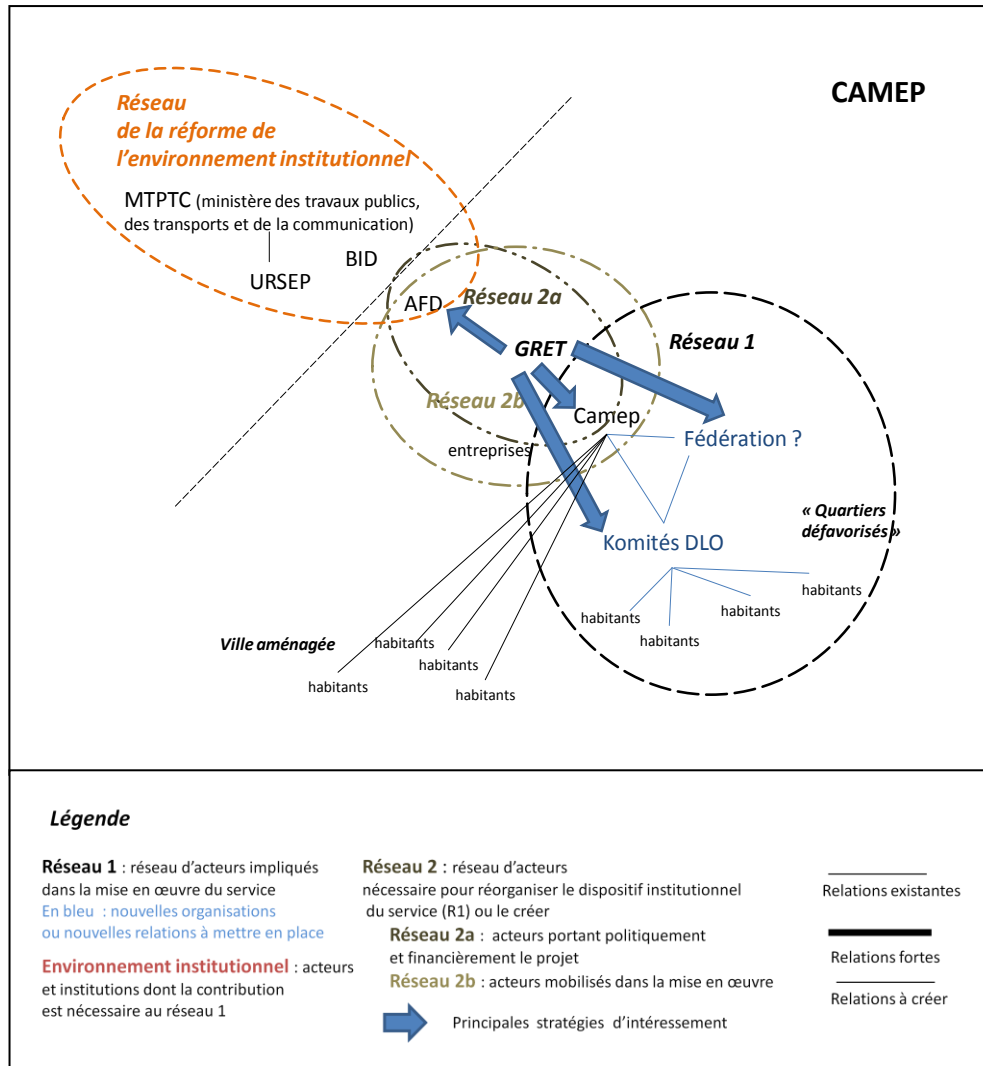 CAMEP
Réseau
de la réforme de
l'environnement institutionnel
MTPTC (ministère des travaux publics,
des transports et de la communication)
BID
URSEP
AFD
Réseau 2a
GRET
Réseau 1
Réseau 2b
Camep
entreprises
Fédération ?
« Quartiers
défavorisés »
Komités DLO
habitants
habitants
habitants
habitants
Ville aménagée
habitants
habitants
habitants
habitants
Légende
Réseau 1 : réseau d'acteurs impliqués
dans la mise en œuvre du service
En bleu : nouvelles organisations
ou nouvelles relations à mettre en place
Environnement institutionnel : acteurs
et institutions dont la contribution
est nécessaire au réseau 1
Réseau 2 : réseau d'acteurs
nécessaire pour réorganiser le dispositif institutionnel
du service (R1) ou le créer
Réseau 2a : acteurs portant politiquement
et financièrement le projet
Réseau 2b : acteurs mobilisés dans la mise en œuvre
Principales stratégies d'intéressement
Relations existantes
Relations fortes
Relations à créer